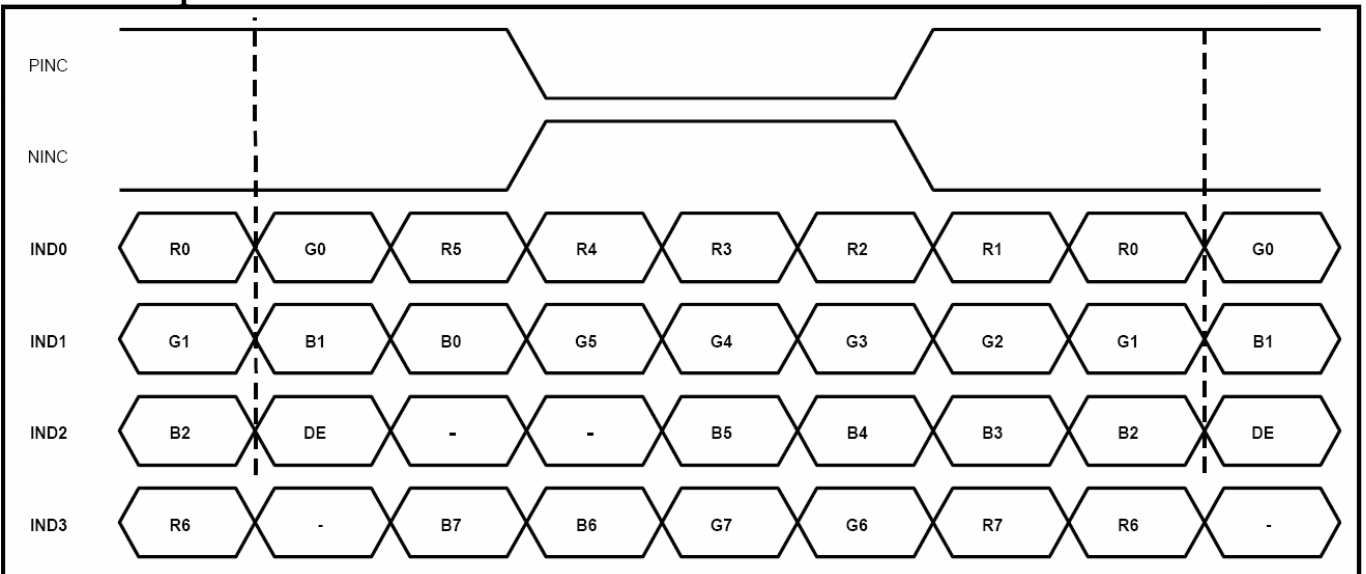 PINC
NINC
IND0 R0 G0 R5 R4 R3 R2 R1 R0 G0
IND1 G1 B1 B0 G5 G4 G3 G2 G1 B1
IND2 B2 DE - - B5 B4 B3 B2 DE
IND3 R6 - B7 B6 G7 G6 R7 R6 -